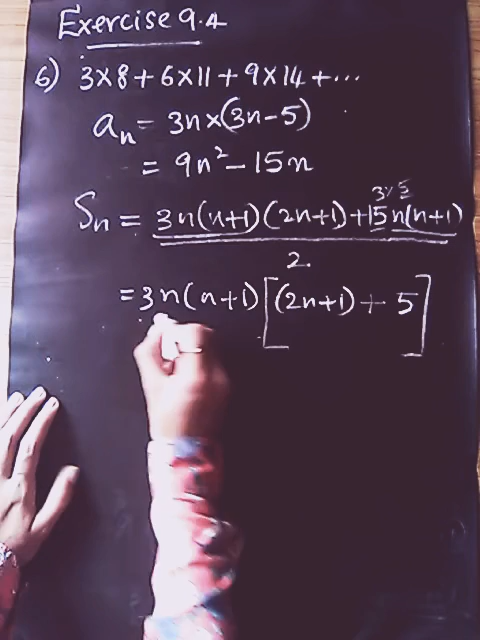 Exercise 9.4
6) 3×8 + 6×11 + 9×14 + ...
aₙ = 3n×(3n-5)
= 9n² - 15n
3×5
Sₙ = 3n(n+1)(2n+1)+15n(n+1)
2.
= 3n(n+1)[(2n+1) + 5]